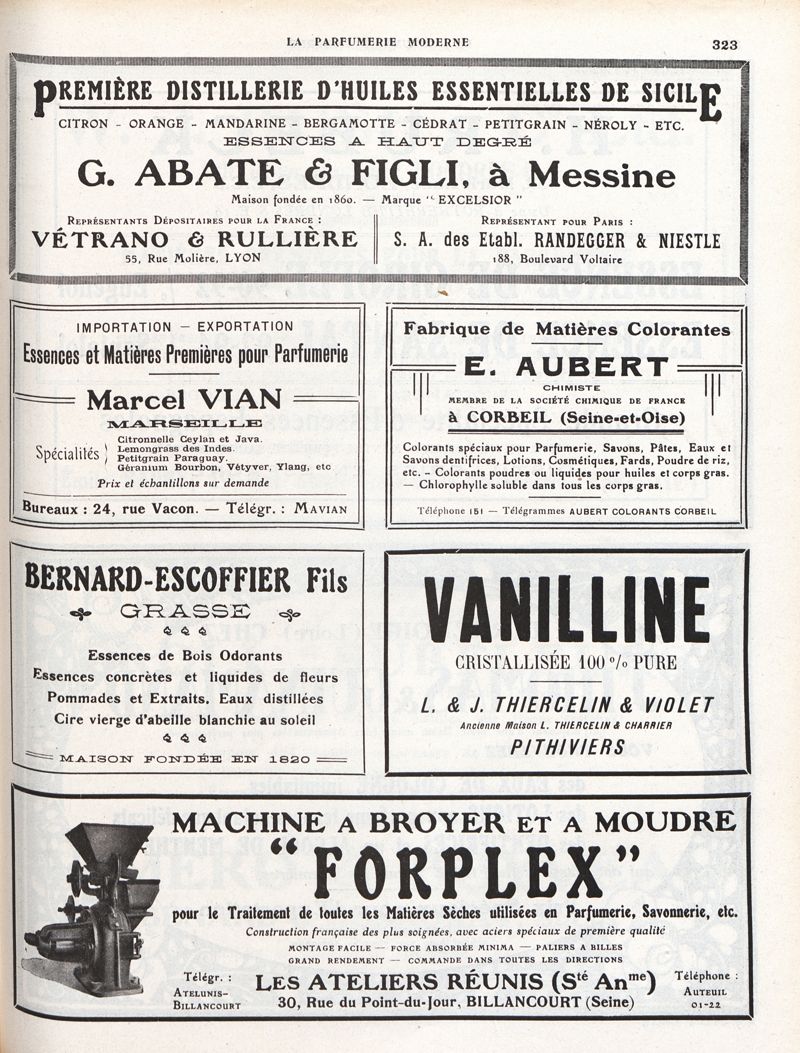 LA PARFUMERIE MODERNE
323
PREMIÈRE DISTILLERIE D'HUILES ESSENTIELLES DE SICILE
CITRON - ORANGE - MANDARINE - BERGAMOTTE - CÉDRAT - PETITGRAIN - NÉROLY - ETC.
ESSENCES A HAUT DEGRÉ
G. ABATE & FIGLI, à Messine
Maison fondée en 1860. — Marque "EXCELSIOR"
REPRÉSENTANTS DÉPOSITAIRES POUR LA FRANCE :
VÉTRANO & RULLIÈRE
55, Rue Molière, LYON
REPRÉSENTANT POUR PARIS :
S. A. des Etabl. RANDEGGER & NIESTLE
188, Boulevard Voltaire
IMPORTATION — EXPORTATION
Essences et Matières Premières pour Parfumerie
Marcel VIAN
MARSEILLE
Spécialités
Citronnelle Ceylan et Java.
Lemongrass des Indes.
Petitgrain Paraguay.
Géranium Bourbon, Vétyver, Ylang, etc
Prix et échantillons sur demande
Bureaux : 24, rue Vacon. — Télégr. : MAVIAN
Fabrique de Matières Colorantes
E. AUBERT
CHIMISTE
MEMBRE DE LA SOCIÉTÉ CHIMIQUE DE FRANCE
à CORBEIL (Seine-et-Oise)
Colorants spéciaux pour Parfumerie, Savons, Pâtes, Eaux et
Savons dentifrices, Lotions, Cosmétiques, Fards, Poudre de riz,
etc. - Colorants poudres ou liquides pour huiles et corps gras.
— Chlorophylle soluble dans tous les corps gras.
Téléphone 151 — Télégrammes AUBERT COLORANTS CORBEIL
BERNARD-ESCOFFIER Fils
GRASSE
Essences de Bois Odorants
Essences concrètes et liquides de fleurs
Pommades et Extraits. Eaux distillées
Cire vierge d'abeille blanchie au soleil
MAISON FONDÉE EN 1820
VANILLINE
CRISTALLISÉE 100 % PURE
L. & J. THIERCELIN & VIOLET
Ancienne Maison L. THIERCELIN & CHARRIER
PITHIVIERS
MACHINE A BROYER ET A MOUDRE
"FORPLEX"
pour le Traitement de toutes les Matières Sèches utilisées en Parfumerie, Savonnerie, etc.
Construction française des plus soignées, avec aciers spéciaux de première qualité
MONTAGE FACILE — FORCE ABSORBÉE MINIMA — PALIERS A BILLES
GRAND RENDEMENT — COMMANDE DANS TOUTES LES DIRECTIONS
Télégr. :
ATELUNIS-
BILLANCOURT
LES ATELIERS RÉUNIS (Sté Anme)
30, Rue du Point-du-Jour, BILLANCOURT (Seine)
Téléphone :
AUTEUIL
01-22